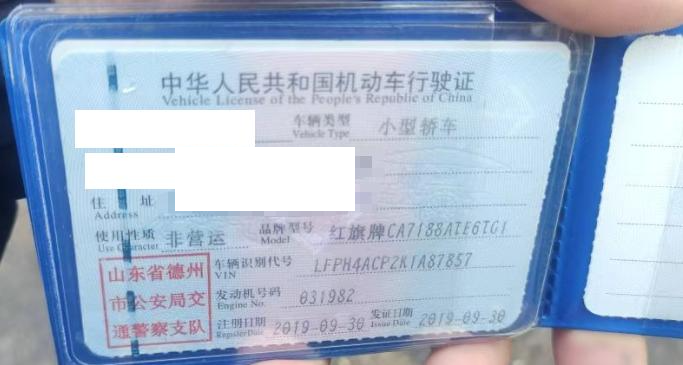 中华人民共和国机动车行驶证
Vehicle License of the People's Republic of China
车辆类型 小型轿车
Vehicle Type
住 址
Address
使用性质 非营运 品牌型号 红旗牌CA7188ATE6TG1
Use Character Model
山东省德州
市公安局交
通警察支队
车辆识别代号 LFPH4ACP2K1A87857
VIN
发动机号码 031982
Engine No.
注册日期 2019-09-30 发证日期 2019-09-30
Register Date Issue Date